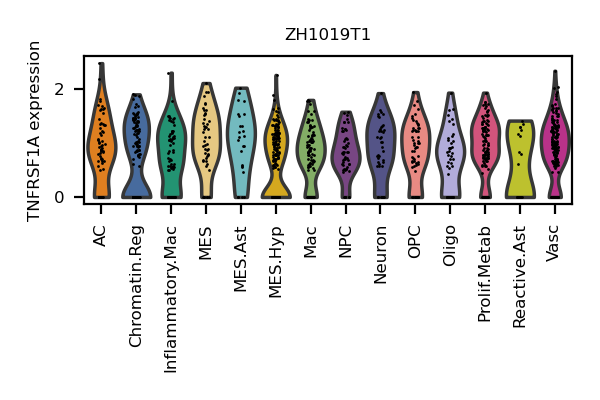 ZH1019T1
TNFRSF1A expression
2
0
AC
Chromatin.Reg
Inflammatory.Mac
MES
MES.Ast
MES.Hyp
Mac
NPC
Neuron
OPC
Oligo
Prolif.Metab
Reactive.Ast
Vasc